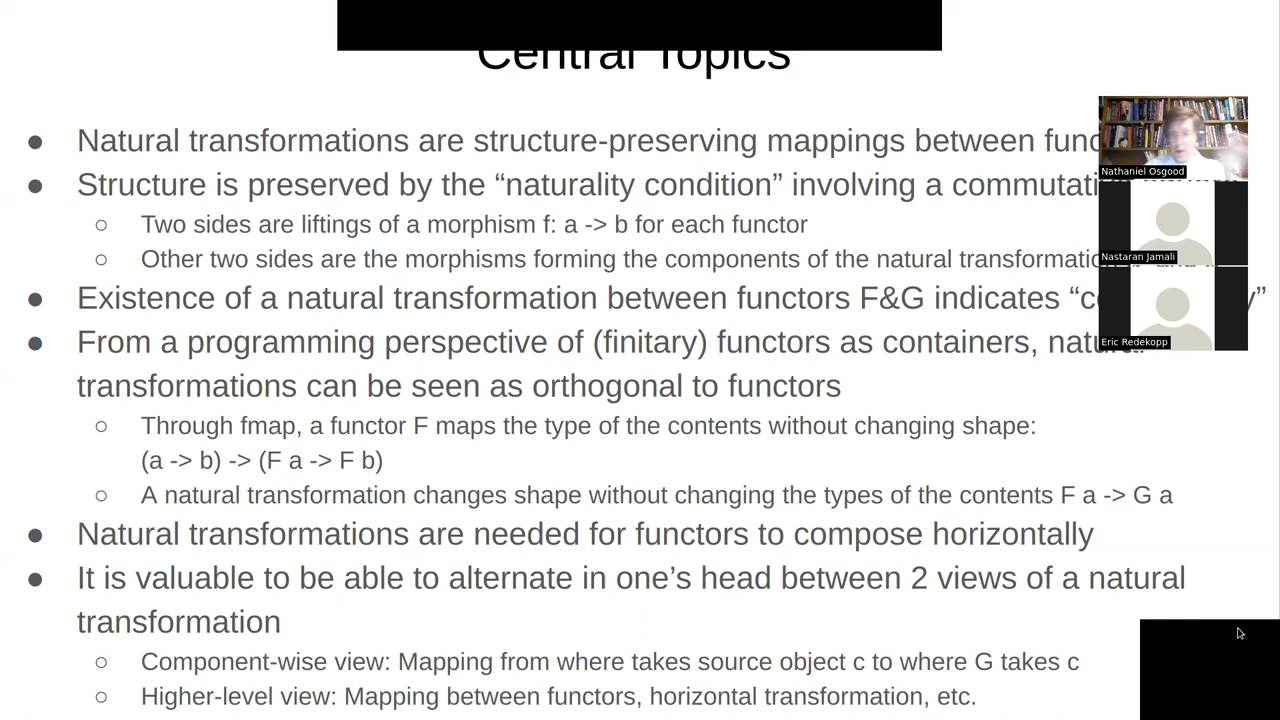 Central Topics
● Natural transformations are structure-preserving mappings between
● Structure is preserved by the “naturality condition” involving a
○ Two sides are liftings of a morphism f: a -> b for each functor
○ Other two sides are the morphisms forming the components of the natural
● Existence of a natural transformation between functors F&G indicates
● From a programming perspective of (finitary) functors as containers, natural
transformations can be seen as orthogonal to functors
○ Through fmap, a functor F maps the type of the contents without changing shape:
(a -> b) -> (F a -> F b)
○ A natural transformation changes shape without changing the types of the contents F a -> G a
● Natural transformations are needed for functors to compose horizontally
● It is valuable to be able to alternate in one’s head between 2 views of a natural
transformation
○ Component-wise view: Mapping from where takes source object c to where G takes c
○ Higher-level view: Mapping between functors, horizontal transformation, etc.
Nathaniel Osgood
Nastaran Jamali
Eric Redekopp